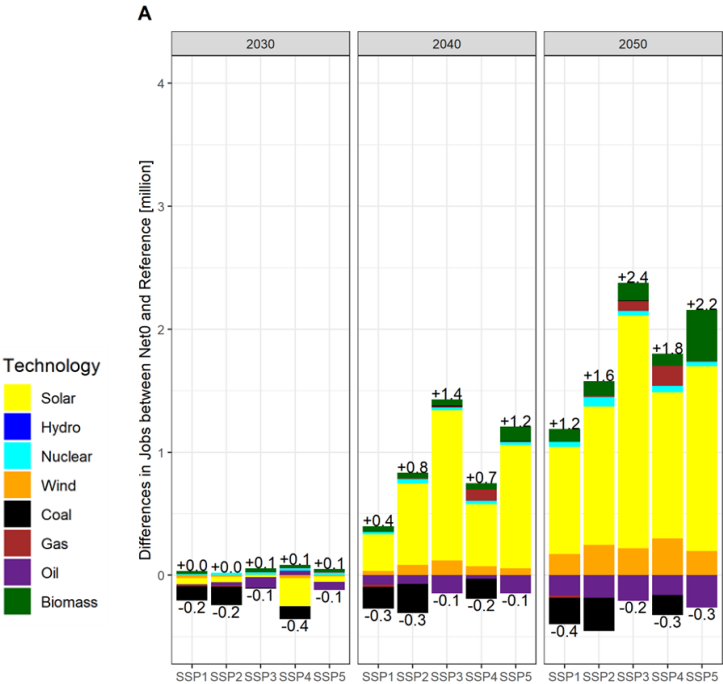 A
2030
2040
2050
Differences in Jobs between Net0 and Reference [million]
4
3
2
1
0
+0.0
+0.0
+0.1
+0.1
+0.1
-0.2
-0.2
-0.1
-0.4
-0.1
+0.4
+0.8
+1.4
+0.7
+1.2
-0.3
-0.3
-0.1
-0.2
-0.1
+1.2
+1.6
+2.4
+1.8
+2.2
-0.4
-0.2
-0.3
-0.3
SSP1 SSP2 SSP3 SSP4 SSP5
SSP1 SSP2 SSP3 SSP4 SSP5
SSP1 SSP2 SSP3 SSP4 SSP5
Technology
Solar
Hydro
Nuclear
Wind
Coal
Gas
Oil
Biomass